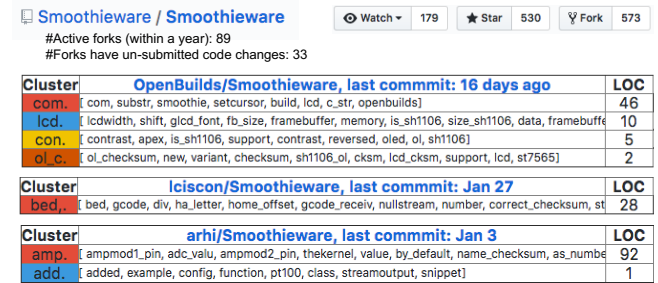 Smoothieware / Smoothieware
Watch 179 Star 530 Fork 573
#Active forks (within a year): 89
#Forks have un-submitted code changes: 33
Cluster OpenBuilds/Smoothieware, last commmit: 16 days ago LOC
com. [ com, substr, smoothie, setcursor, build, lcd, c_str, openbuilds] 46
lcd. [ lcdwidth, shift, glcd_font, fb_size, framebuffer, memory, is_sh1106, size_sh1106, data, framebuffe 10
con. [ contrast, apex, is_sh1106, support, contrast, reversed, oled, ol, sh1106] 5
ol_c. [ ol_checksum, new, variant, checksum, sh1106_ol, cksm, lcd_cksm, support, lcd, st7565] 2
Cluster lciscon/Smoothieware, last commmit: Jan 27 LOC
bed,. [ bed, gcode, div, ha_letter, home_offset, gcode_receiv, nullstream, number, correct_checksum, st 28
Cluster arhi/Smoothieware, last commmit: Jan 3 LOC
amp. [ ampmod1_pin, adc_valu, ampmod2_pin, thekernel, value, by_default, name_checksum, as_numbe 92
add. [ added, example, config, function, pt100, class, streamoutput, snippet] 1